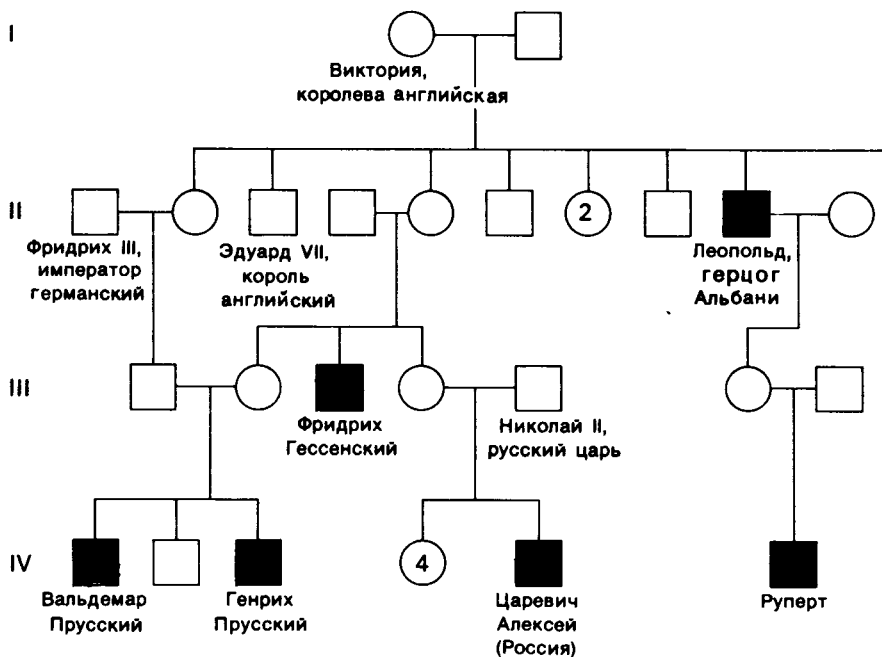 I
Виктория,
королева английская
II
2
Фридрих III,
император
германский
Эдуард VII,
король
английский
Леопольд,
герцог
Альбани
III
Фридрих
Гессенский
Николай II,
русский царь
IV
4
Вальдемар
Прусский
Генрих
Прусский
Царевич
Алексей
(Россия)
Руперт